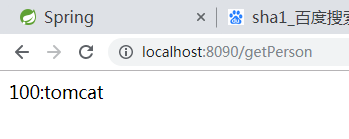 Spring
sha1_百度搜索
localhost:8090/getPerson
100:tomcat